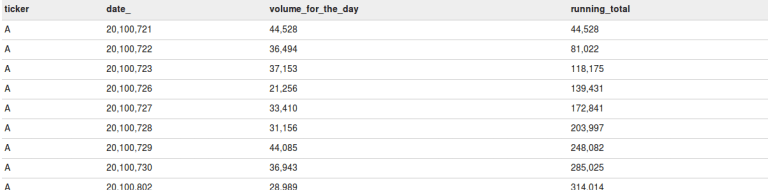 ticker date_ volume_for_the_day running_total
A 20,100,721 44,528 44,528
A 20,100,722 36,494 81,022
A 20,100,723 37,153 118,175
A 20,100,726 21,256 139,431
A 20,100,727 33,410 172,841
A 20,100,728 31,156 203,997
A 20,100,729 44,085 248,082
A 20,100,730 36,943 285,025
A 20,100,802 28,989 314,014